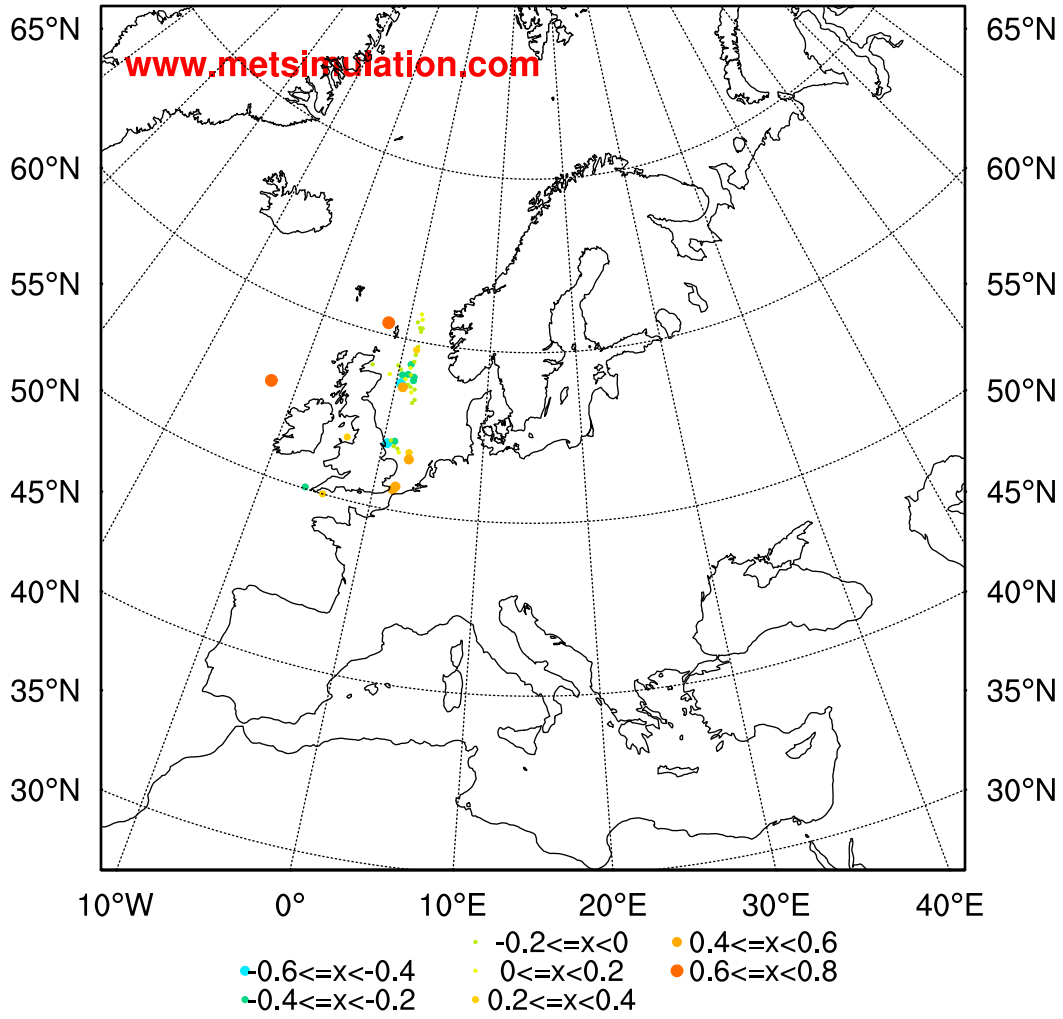 65°N 65°N
www.metsimulation.com
60°N 60°N
55°N 55°N
50°N 50°N
45°N 45°N
40°N 40°N
35°N 35°N
30°N 30°N
10°W 0° 10°E 20°E 30°E 40°E
-0.2<=x<0 0.4<=x<0.6
-0.6<=x<-0.4 0<=x<0.2 0.6<=x<0.8
-0.4<=x<-0.2 0.2<=x<0.4